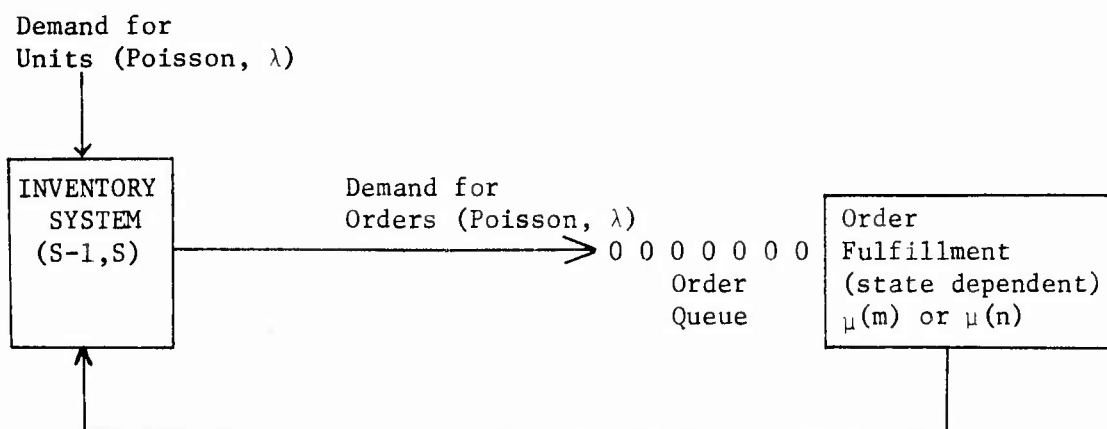 Demand for
Units (Poisson, λ)
INVENTORY
SYSTEM
(S-1,S)
Demand for
Orders (Poisson, λ)
0 0 0 0 0 0 0
Order
Queue
Order
Fulfillment
(state dependent)
μ(m) or μ(n)